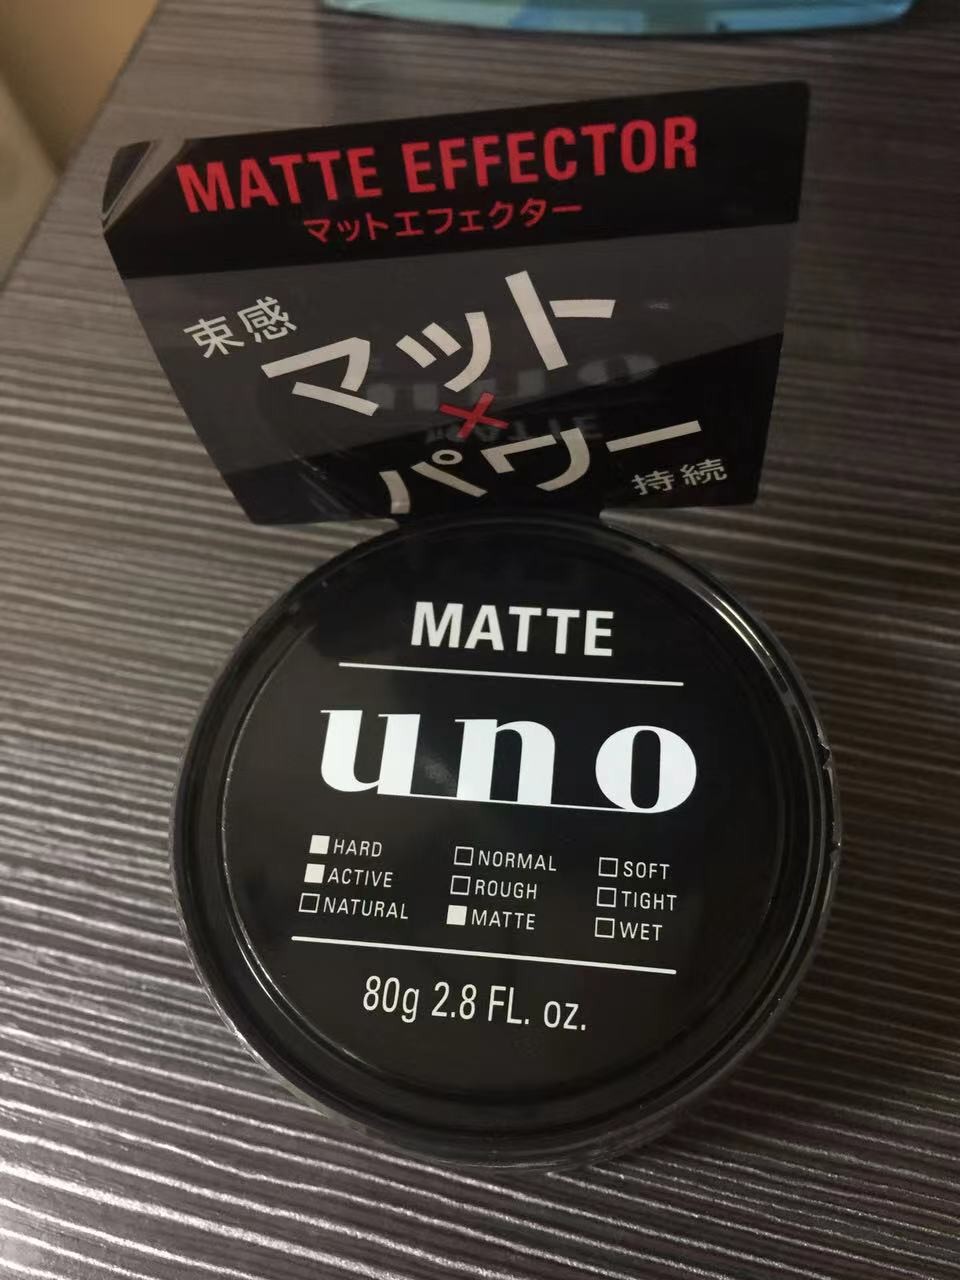 MATTE EFFECTOR
マットエフェクター
束感
マット
×
パワー
持続
MATTE
uno
■HARD □NORMAL □SOFT
■ACTIVE □ROUGH □TIGHT
□NATURAL ■MATTE □WET
80g 2.8 FL. oz.